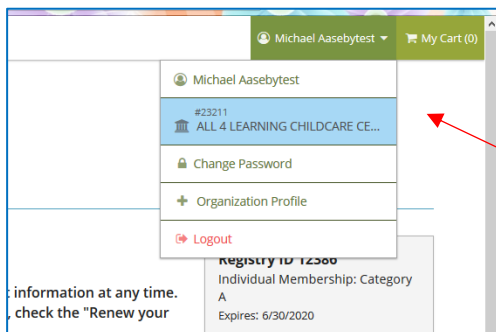 Michael Aasebytest
My Cart (0)
Michael Aasebytest
#23211
ALL 4 LEARNING CHILDCARE CE...
Change Password
Organization Profile
Logout
Registry ID 12386
Individual Membership: Category
A
Expires: 6/30/2020
information at any time.
, check the "Renew your